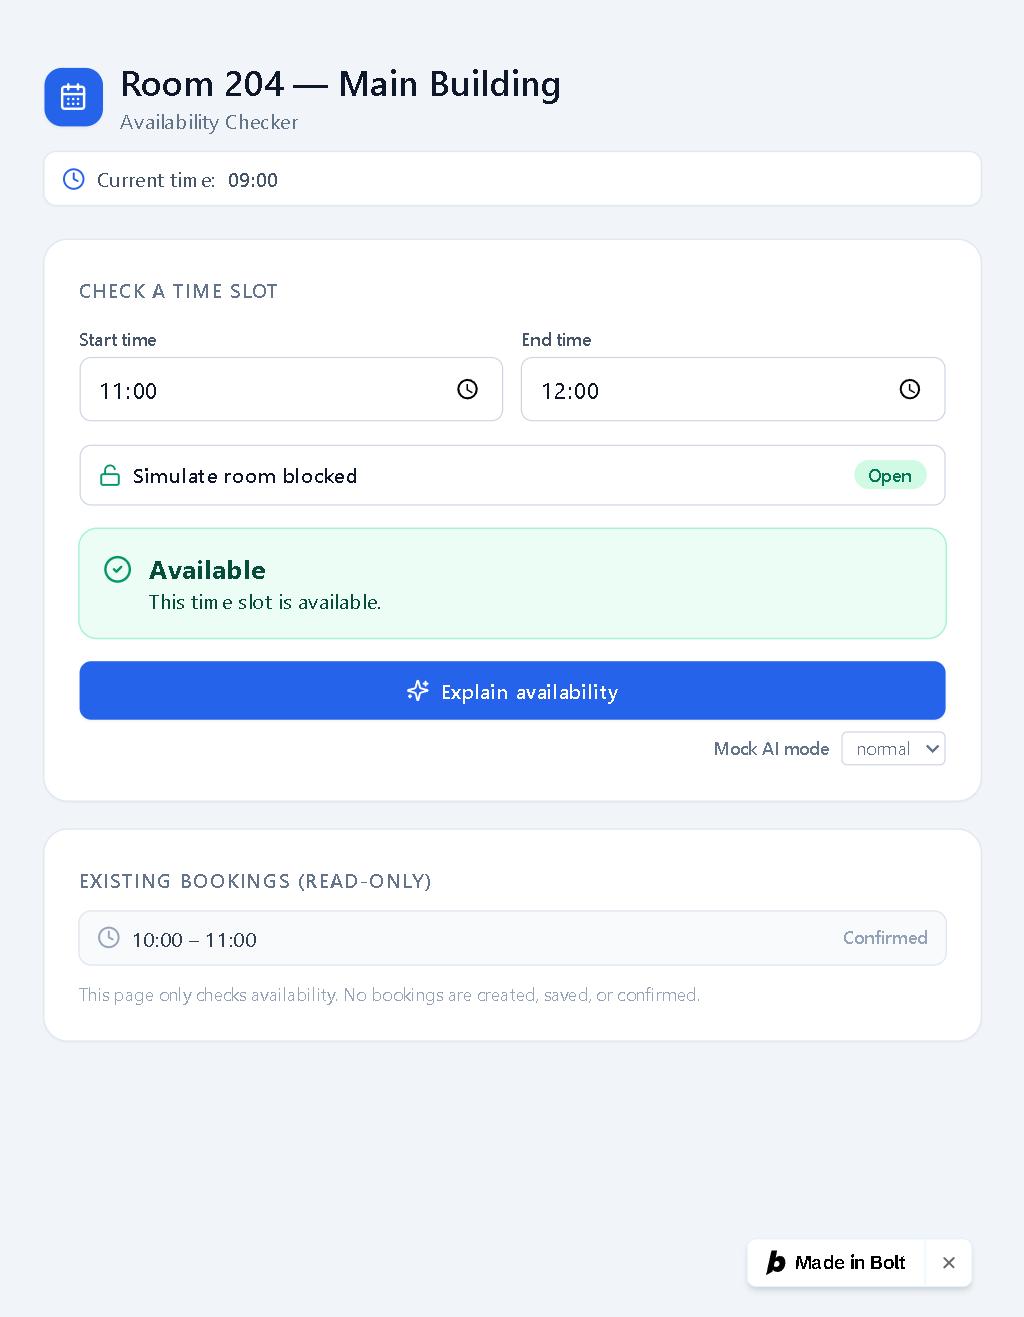 Room 204 — Main Building
Availability Checker
Current time: 09:00
CHECK A TIME SLOT
Start time
End time
11:00
12:00
Simulate room blocked
Open
Available
This time slot is available.
Explain availability
Mock AI mode
normal
EXISTING BOOKINGS (READ-ONLY)
10:00 – 11:00
Confirmed
This page only checks availability. No bookings are created, saved, or confirmed.
b Made in Bolt